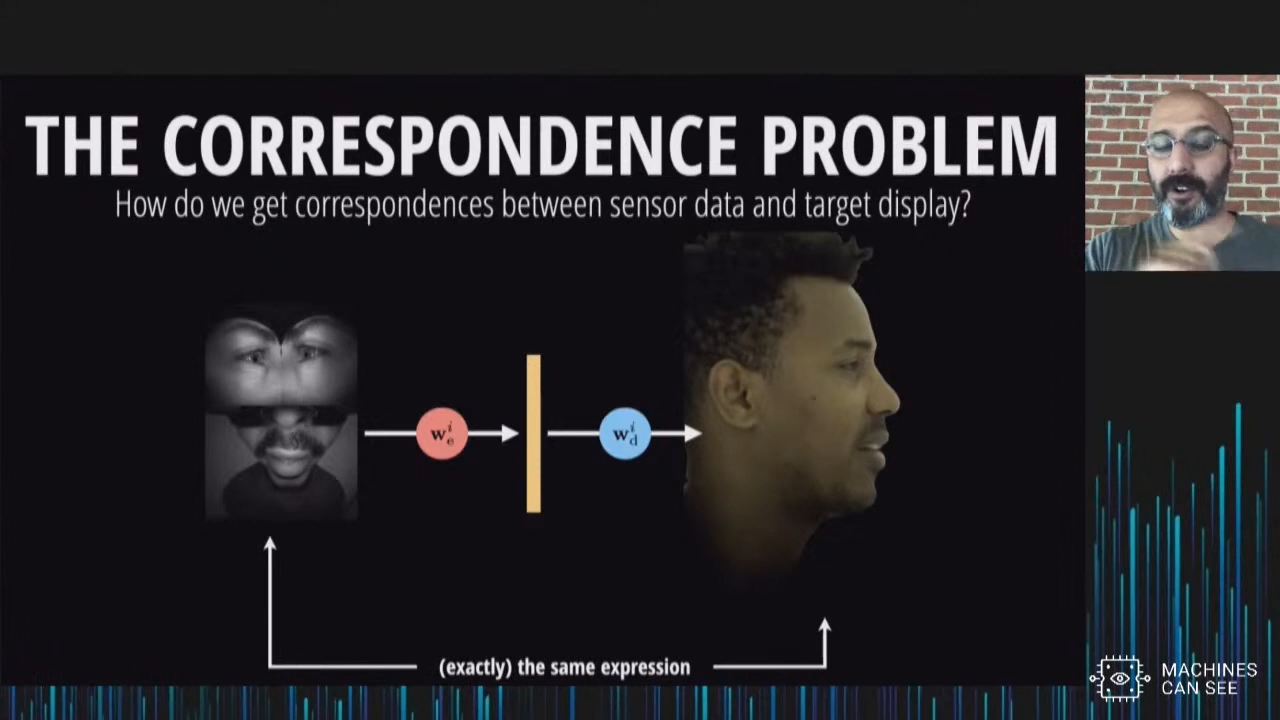 THE CORRESPONDENCE PROBLEM
How do we get correspondences between sensor data and target display?
w_e^i
w_d^i
(exactly) the same expression
MACHINES
CAN SEE